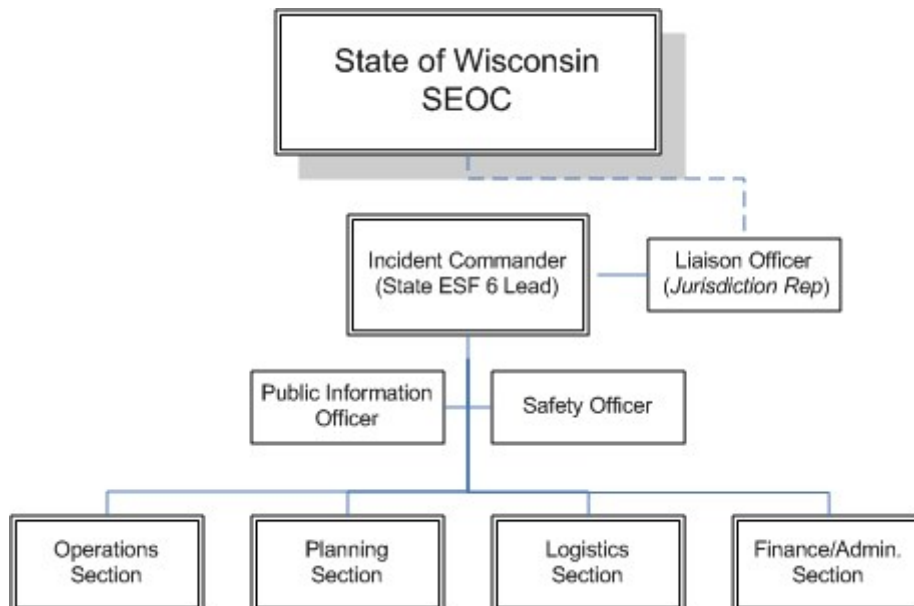 State of Wisconsin
SEOC
Incident Commander
(State ESF 6 Lead)
Liaison Officer
(Jurisdiction Rep)
Public Information
Officer
Safety Officer
Operations
Section
Planning
Section
Logistics
Section
Finance/Admin.
Section